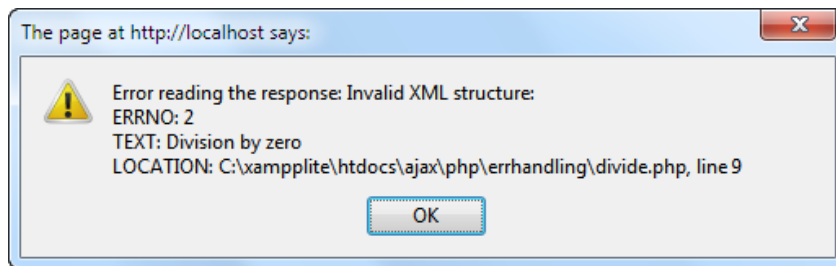 The page at http://localhost says:
Error reading the response: Invalid XML structure:
ERRNO: 2
TEXT: Division by zero
LOCATION: C:\xampplite\htdocs\ajax\php\errhandling\divide.php, line 9
OK